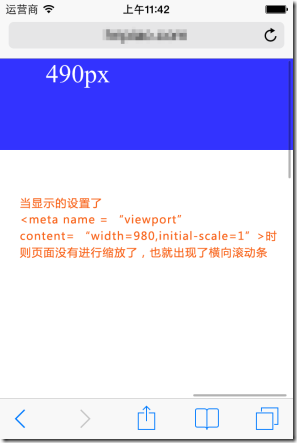 运营商 上午11:42
490px
当显示的设置了
<meta name = “viewport”
content= “width=980,initial-scale=1” >时
则页面没有进行缩放了，也就出现了横向滚动条